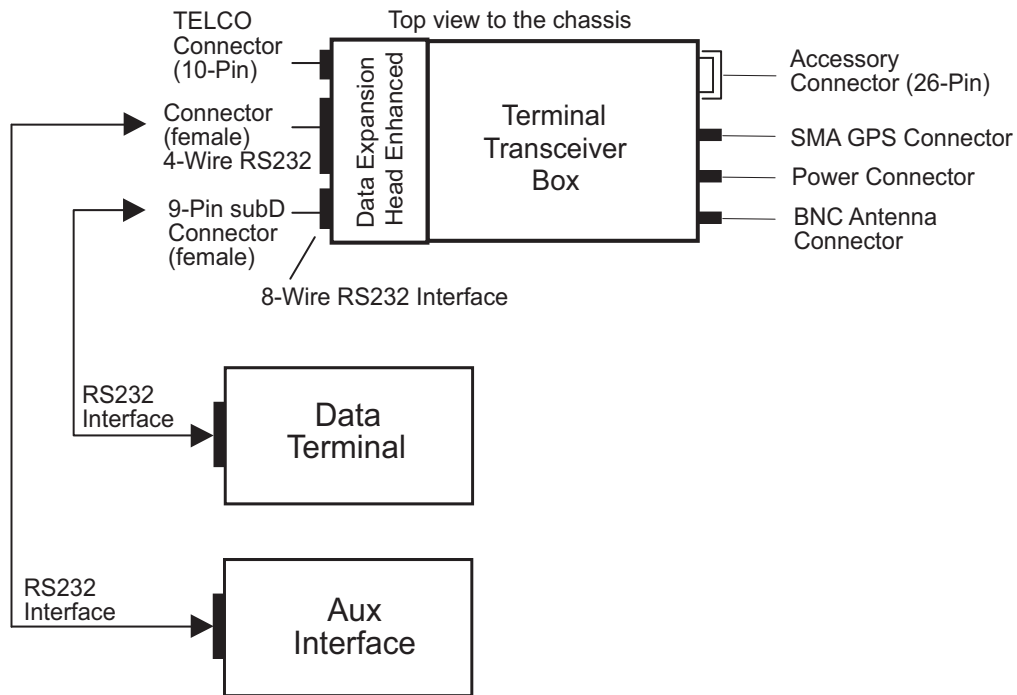 TELCO
Connector
(10-Pin)
Top view to the chassis
Connector
(female)
4-Wire RS232
9-Pin subD
Connector
(female)
8-Wire RS232 Interface
Data Expansion
Head Enhanced
Terminal
Transceiver
Box
Accessory
Connector (26-Pin)
SMA GPS Connector
Power Connector
BNC Antenna
Connector
RS232
Interface
Data
Terminal
RS232
Interface
Aux
Interface